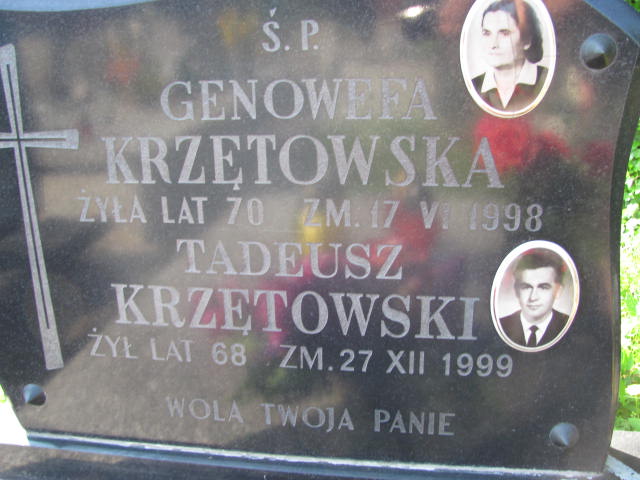 Ś.P.
GENOWEFA
KRZĘTOWSKA
ŻYŁA LAT 70 ZM. 17 VI 1998
TADEUSZ
KRZĘTOWSKI
ŻYŁ LAT 68 ZM. 27 XII 1999
WOLA TWOJA PANIE